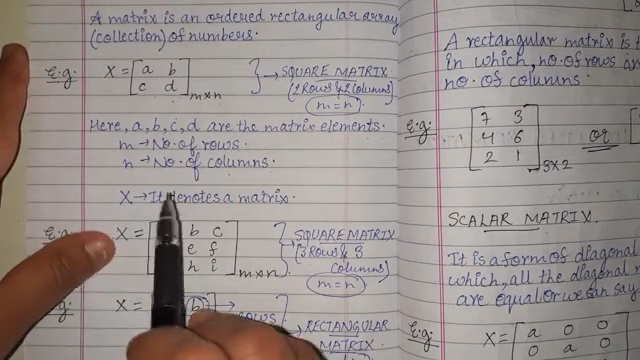 A matrix is an ordered rectangular array
(collection) of numbers.
E.g: X = [a b
c d] m×n } → SQUARE MATRIX
(2 Rows & 2 Columns)
m=n
Here, a, b, c, d are the matrix elements.
m → No. of rows.
n → No. of columns.
X → It denotes a matrix.
E.g: X = [ b c
e f
h i] m×n } → SQUARE MATRIX
(3 Rows & 3
Columns)
m=n
E.g: X = b] →
ROWS
→ RECTANGULAR
MATRIX
A rectangular matrix is
in which, no. of rows
no. of columns.
E.g: [7 3
4 6
2 1] 3×2 or
SCALAR MATRIX.
It is a form of diagonal
which, all the diagonal
are equal or we can say
E.g: X = [a 0 0
0 a 0